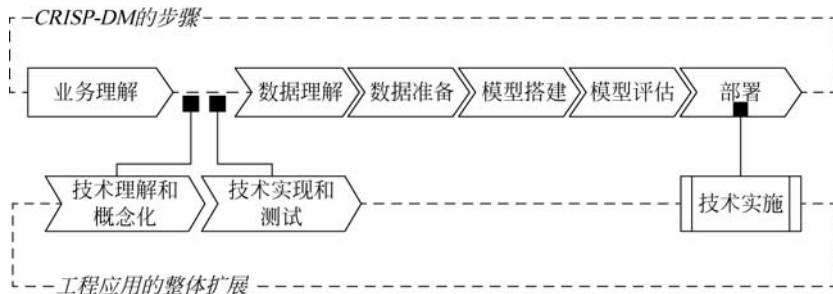 CRISP-DM的步骤
业务理解
数据理解
数据准备
模型搭建
模型评估
部署
技术理解和
概念化
技术实现和
测试
技术实施
工程应用的整体扩展